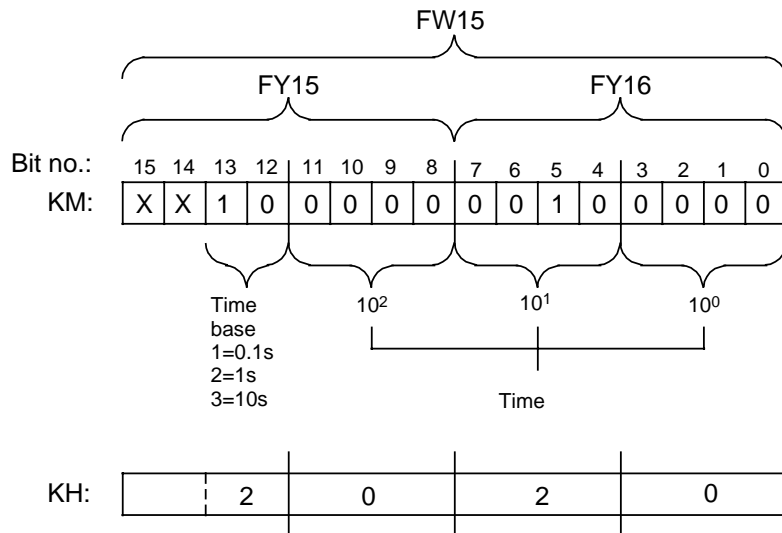 FW15
FY15 FY16
Bit no.: 15 14 13 12 11 10 9 8 7 6 5 4 3 2 1 0
KM: X X 1 0 0 0 0 0 0 0 1 0 0 0 0 0
Time 10² 10¹ 10⁰
base
1=0.1s
2=1s
3=10s Time
KH: 2 0 2 0